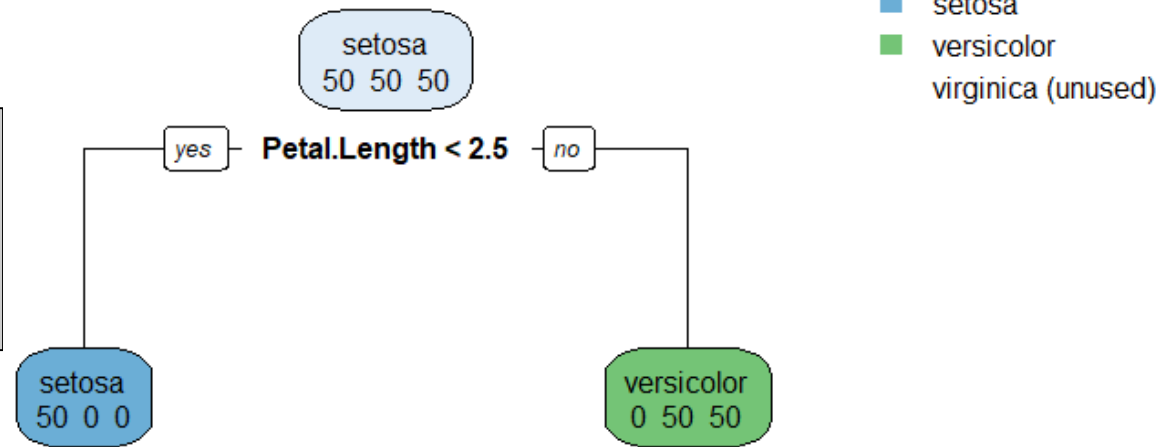 setosa
versicolor
virginica (unused)
setosa
50 50 50
yes
Petal.Length < 2.5
no
setosa
50 0 0
versicolor
0 50 50